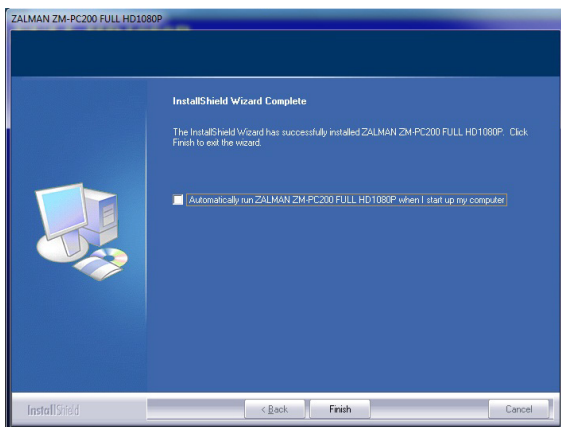 ZALMAN ZM-PC200 FULL HD1080P
InstallShield Wizard Complete
The InstallShield Wizard has successfully installed ZALMAN ZM-PC200 FULL HD1080P. Click
Finish to exit the wizard.
Automatically run ZALMAN ZM-PC200 FULL HD1080P when I start up my computer
InstallShield
< Back
Finish
Cancel